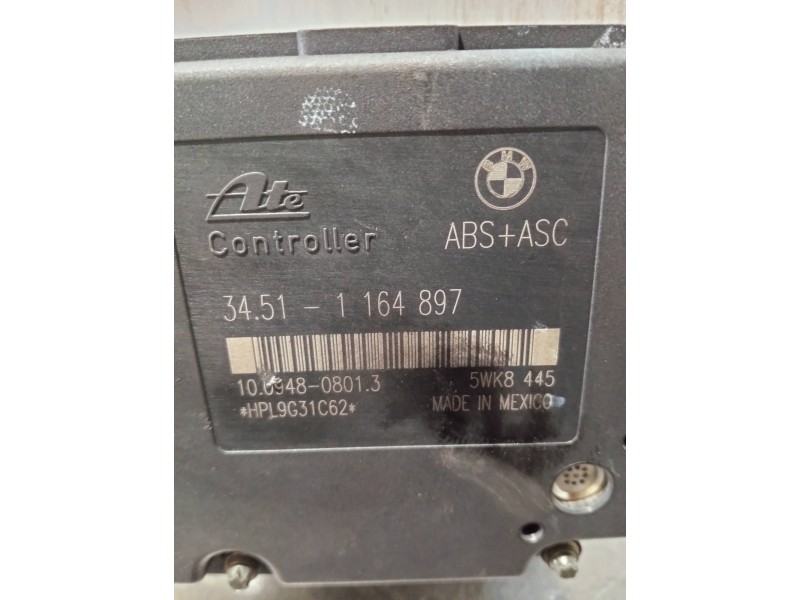 BMW
Ate
Controller
ABS+ASC
34.51 - 1 164 897
10.0948-0801.3
5WK8 445
*HPL9G31C62*
MADE IN MEXICO